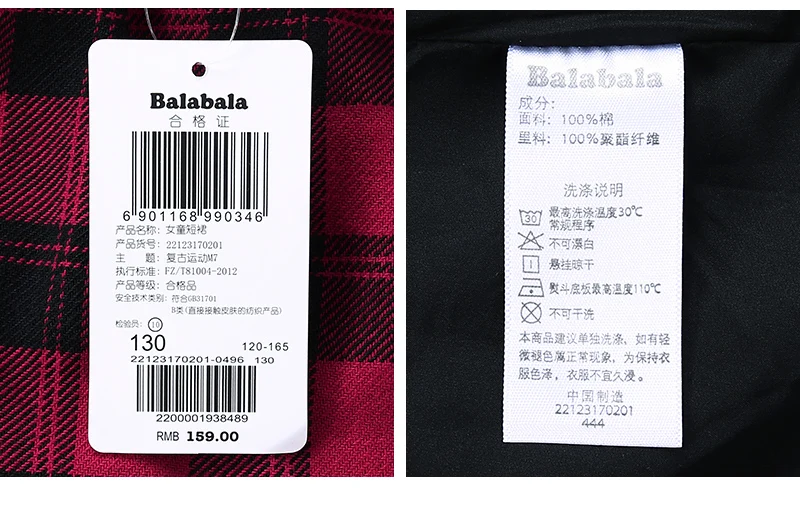 Balabala
合格证
6 901168 990346
产品名称: 女童短裙
产品货号: 22123170201
主 题: 复古运动M7
执行标准: FZ/T81004-2012
产品等级: 合格品
安全技术类别: 符合GB31701
B类(直接接触皮肤的纺织产品)
检验员: 10
130 120-165
22123170201-0496 130
2200001938489
RMB 159.00
Balabala
成分:
面料: 100%棉
里料: 100%聚酯纤维
洗涤说明
30 最高洗涤温度30℃
常规程序
不可漂白
悬挂晾干
熨斗底板最高温度110℃
不可干洗
本商品建议单独洗涤, 如有轻
微褪色属正常现象, 为保持衣
服色泽, 衣服不宜久浸。
中国制造
22123170201
444